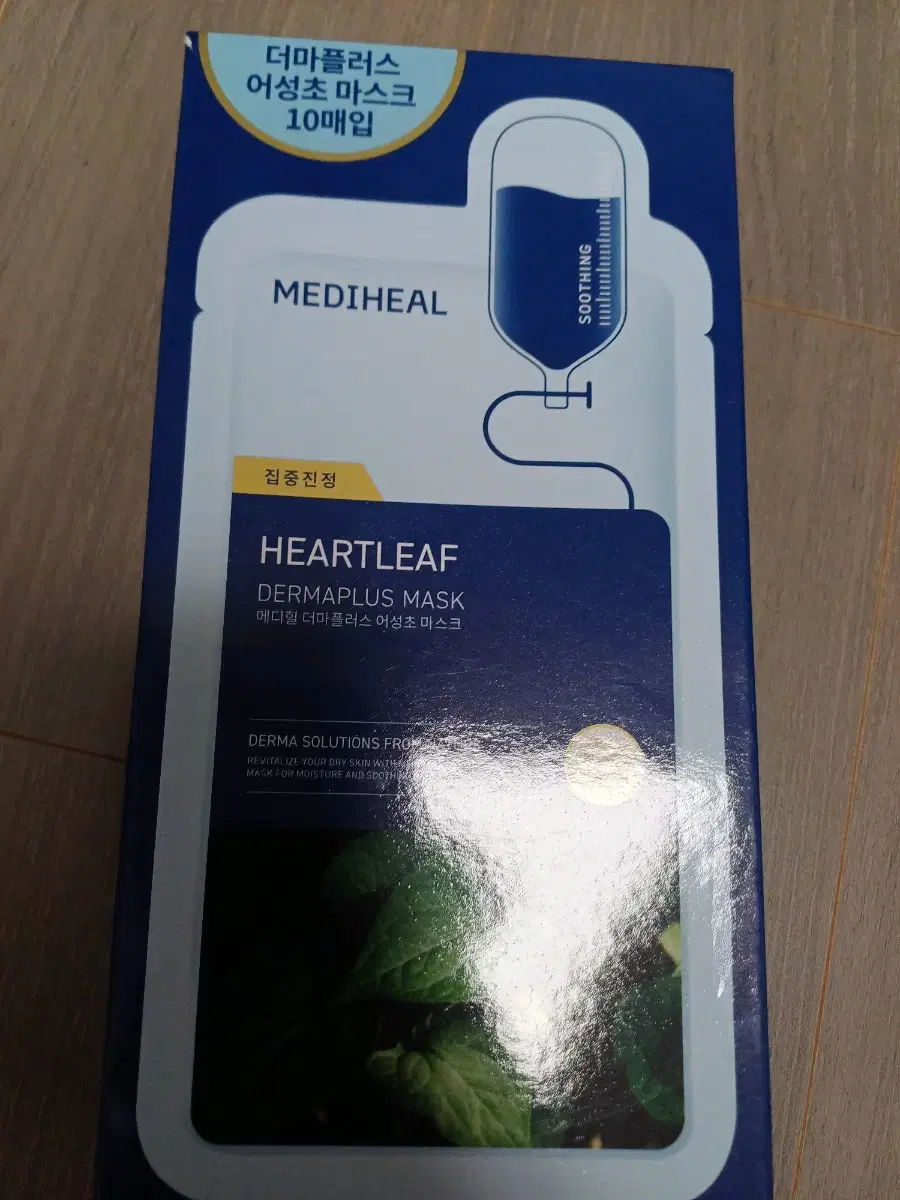 더마플러스
어성초 마스크
10매입
SOOTHING
MEDIHEAL
집중진정
HEARTLEAF
DERMAPLUS MASK
메디힐 더마플러스 어성초 마스크
DERMA SOLUTIONS FROM
REVITALIZE YOUR DRY SKIN WITH
MASK FOR MOISTURE AND SOOTHING